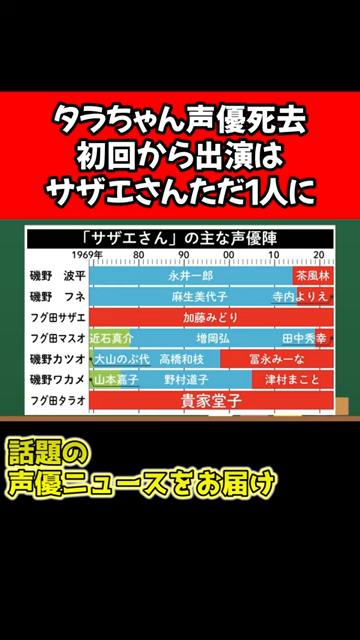 タラちゃん声優死去
初回から出演は
サザエさんただ1人に
「サザエさん」の主な声優陣
1969年 80 90 2000 10 20
磯野 波平 永井一郎 茶風林
磯野 フネ 麻生美代子 寺内よりえ
フグ田サザエ 加藤みどり
フグ田マスオ 近石真介 増岡弘 田中秀幸
磯野カツオ 大山のぶ代 高橋和枝 冨永みーな
磯野ワカメ 山本嘉子 野村道子 津村まこと
フグ田タラオ 貴家堂子
話題の
声優ニュースをお届け